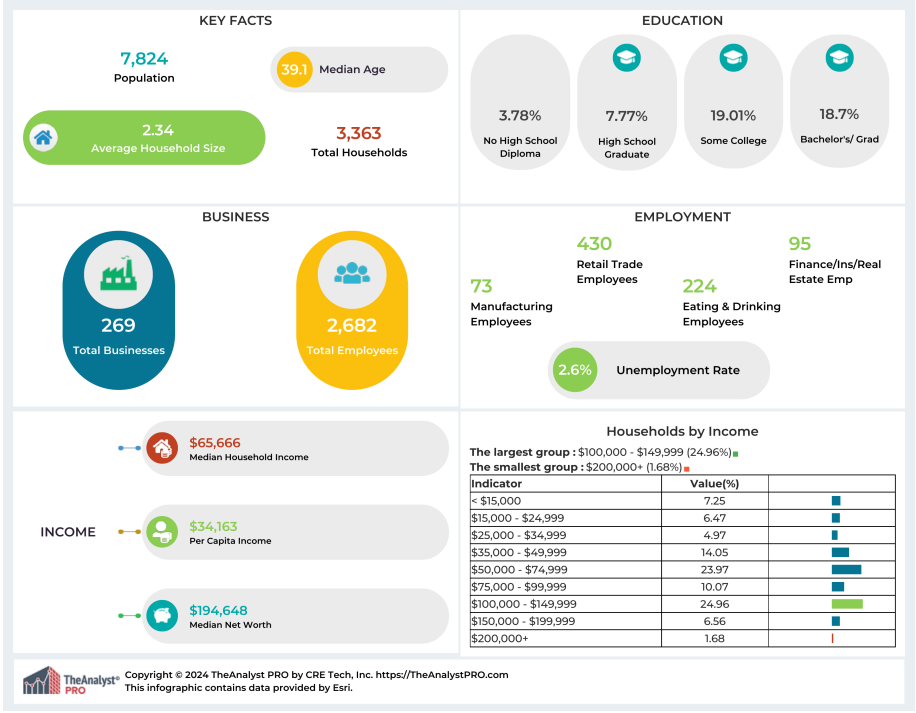 KEY FACTS
7,824
Population
39.1
Median Age
2.34
Average Household Size
3,363
Total Households
EDUCATION
3.78%
No High School
Diploma
7.77%
High School
Graduate
19.01%
Some College
18.7%
Bachelor's/ Grad
BUSINESS
269
Total Businesses
2,682
Total Employees
EMPLOYMENT
73
Manufacturing
Employees
430
Retail Trade
Employees
224
Eating & Drinking
Employees
95
Finance/Ins/Real
Estate Emp
2.6%
Unemployment Rate
INCOME
$65,666
Median Household Income
$34,163
Per Capita Income
$194,648
Median Net Worth
Households by Income
The largest group : $100,000 - $149,999 (24.96%)
The smallest group : $200,000+ (1.68%)
Indicator Value(%)
< $15,000 7.25
$15,000 - $24,999 6.47
$25,000 - $34,999 4.97
$35,000 - $49,999 14.05
$50,000 - $74,999 23.97
$75,000 - $99,999 10.07
$100,000 - $149,999 24.96
$150,000 - $199,999 6.56
$200,000+ 1.68
TheAnalyst®
PRO
Copyright © 2024 TheAnalyst PRO by CRE Tech, Inc. https://TheAnalystPRO.com
This infographic contains data provided by Esri.